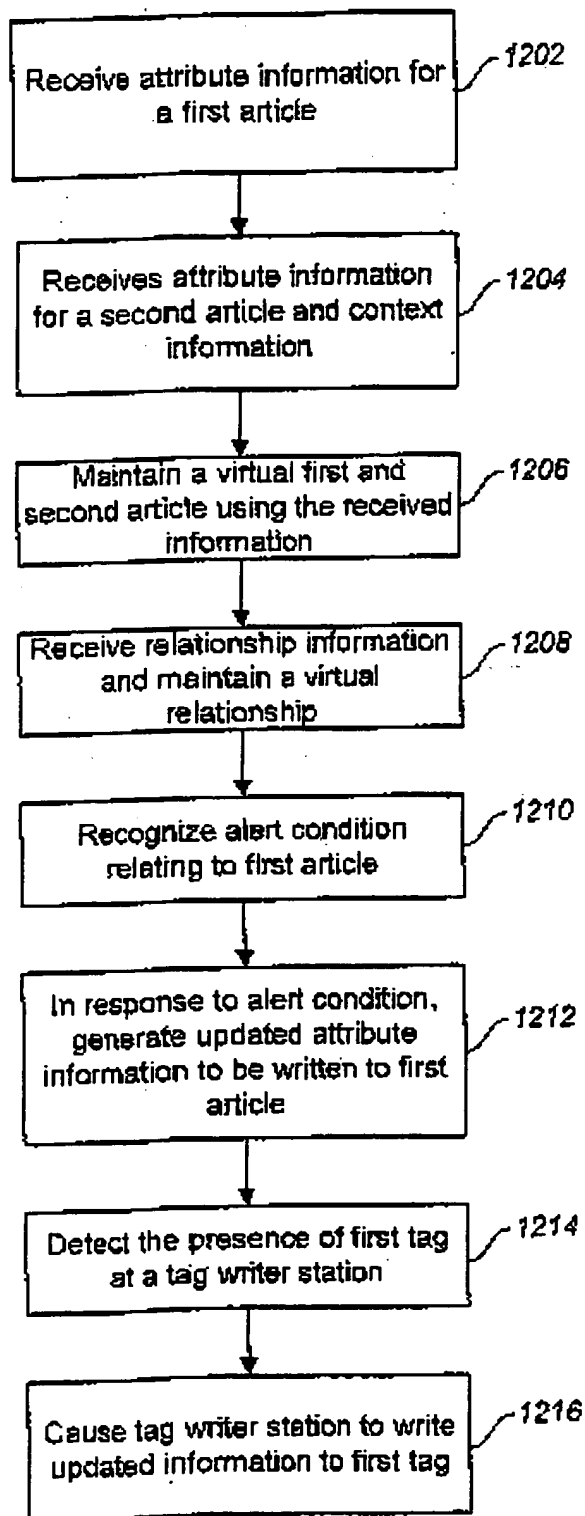 Receive attribute information for
a first article
1202
Receives attribute information
for a second article and context
information
1204
Maintain a virtual first and
second article using the received
information
1206
Receive relationship information
and maintain a virtual
relationship
1208
Recognize alert condition
relating to first article
1210
In response to alert condition,
generate updated attribute
information to be written to first
article
1212
Detect the presence of first tag
at a tag writer station
1214
Cause tag writer station to write
updated information to first tag
1216